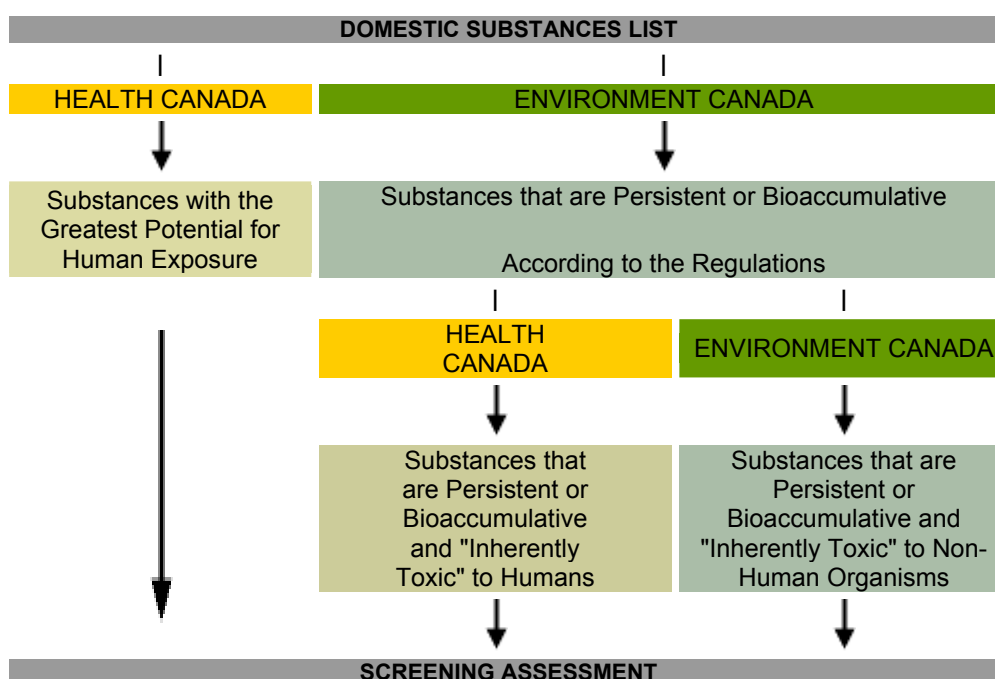 DOMESTIC SUBSTANCES LIST
HEALTH CANADA
ENVIRONMENT CANADA
Substances with the
Greatest Potential for
Human Exposure
Substances that are Persistent or Bioaccumulative
According to the Regulations
HEALTH
CANADA
ENVIRONMENT CANADA
Substances that
are Persistent or
Bioaccumulative
and "Inherently
Toxic" to Humans
Substances that are
Persistent or
Bioaccumulative and
"Inherently Toxic" to Non-
Human Organisms
SCREENING ASSESSMENT